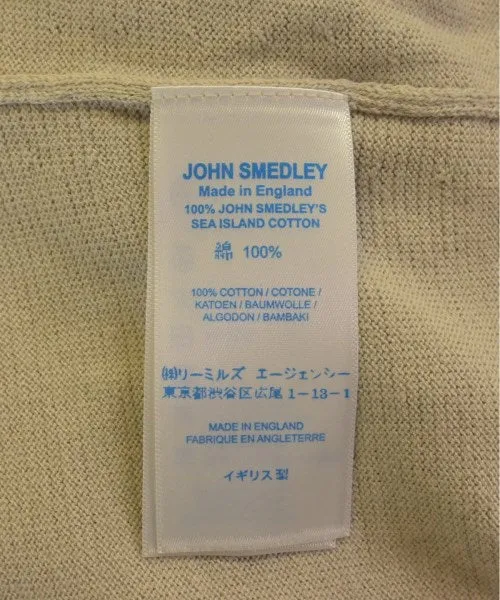 JOHN SMEDLEY
Made in England
100% JOHN SMEDLEY'S
SEA ISLAND COTTON
綿 100%
100% COTTON / COTONE /
KATOEN / BAUMWOLLE /
ALGODON / BAMBAKI
㈱リーミルズ エージェンシー
東京都渋谷区広尾 1-13-1
MADE IN ENGLAND
FABRIQUE EN ANGLETERRE
イギリス製